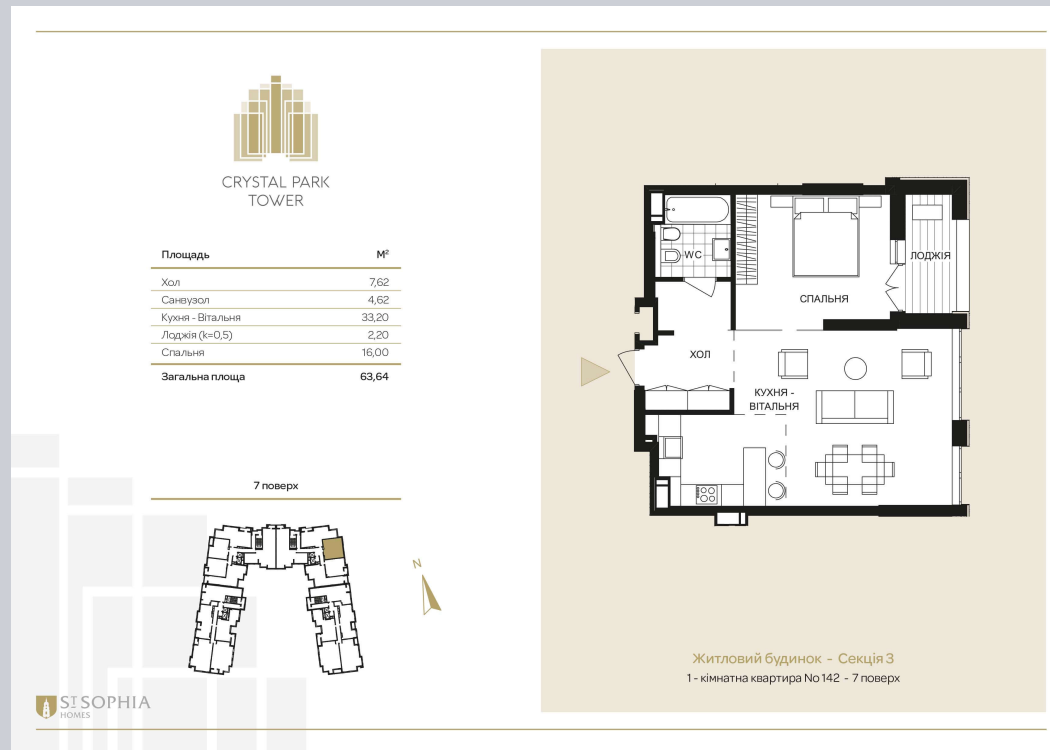 CRYSTAL PARK
TOWER
Площадь М²
Хол 7,62
Санвузол 4,62
Кухня - Вітальня 33,20
Лоджія (k=0,5) 2,20
Спальня 16,00
Загальна площа 63,64
7 поверх
N
ST SOPHIA
HOMES
WC
СПАЛЬНЯ
ЛОДЖІЯ
ХОЛ
КУХНЯ -
ВІТАЛЬНЯ
Житловий будинок - Секція 3
1 - кімнатна квартира No 142 - 7 поверх